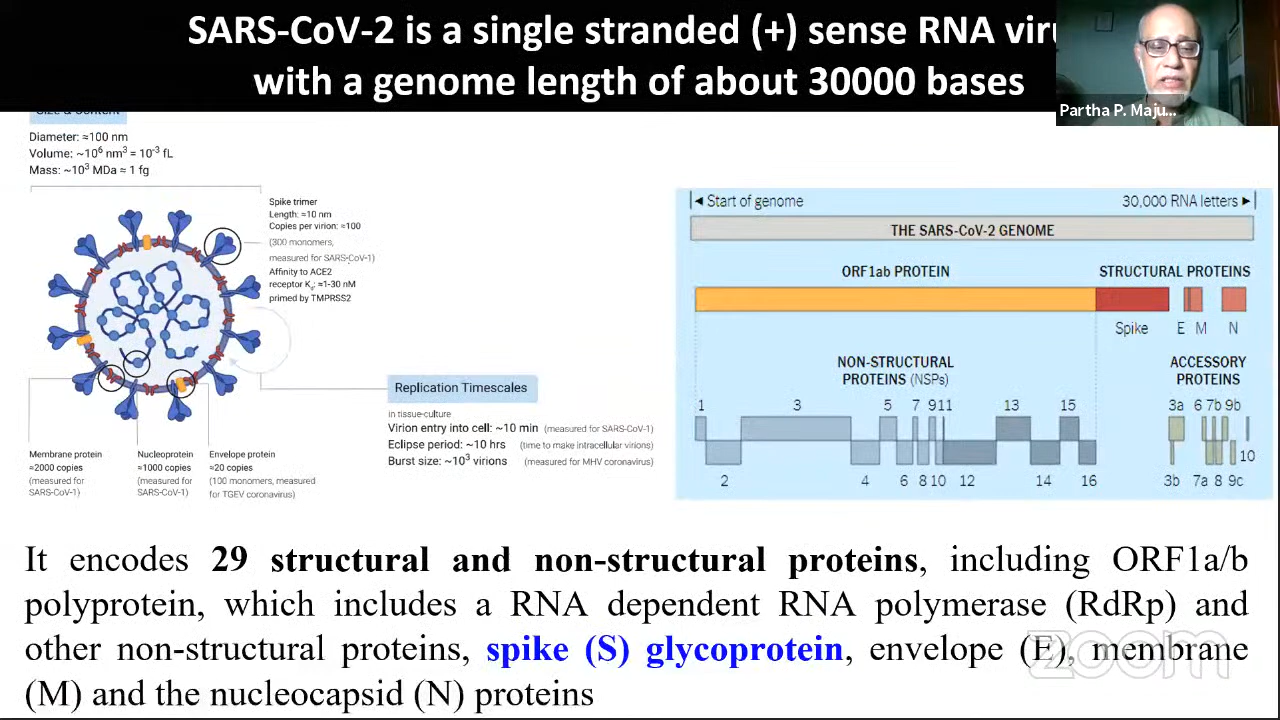 SARS-CoV-2 is a single stranded (+) sense RNA viru
with a genome length of about 30000 bases
Partha P. Maju...
Size & Content
Diameter: ≈100 nm
Volume: ~10⁶ nm³ = 10⁻³ fL
Mass: ~10³ MDa ≈ 1 fg
Spike trimer
Length: ≈10 nm
Copies per virion: ≈100
(300 monomers,
measured for SARS-CoV-1)
Affinity to ACE2
receptor Kd: ≈1-30 nM
primed by TMPRSS2
Replication Timescales
in tissue-culture
Virion entry into cell: ~10 min (measured for SARS-CoV-1)
Eclipse period: ~10 hrs (time to make intracellular virions)
Burst size: ~10³ virions (measured for MHV coronavirus)
Membrane protein
≈2000 copies
(measured for
SARS-CoV-1)
Nucleoprotein
≈1000 copies
(measured for
SARS-CoV-1)
Envelope protein
≈20 copies
(100 monomers, measured
for TGEV coronavirus)
Start of genome 30,000 RNA letters
THE SARS-CoV-2 GENOME
ORF1ab PROTEIN STRUCTURAL PROTEINS
Spike E M N
NON-STRUCTURAL
PROTEINS (NSPs)
ACCESSORY
PROTEINS
1 3 5 7 9 11 13 15
2 4 6 8 10 12 14 16
3a 6 7b 9b
10
3b 7a 8 9c
It encodes 29 structural and non-structural proteins, including ORF1a/b
polyprotein, which includes a RNA dependent RNA polymerase (RdRp) and
other non-structural proteins, spike (S) glycoprotein, envelope (E), membrane
(M) and the nucleocapsid (N) proteins
zoom